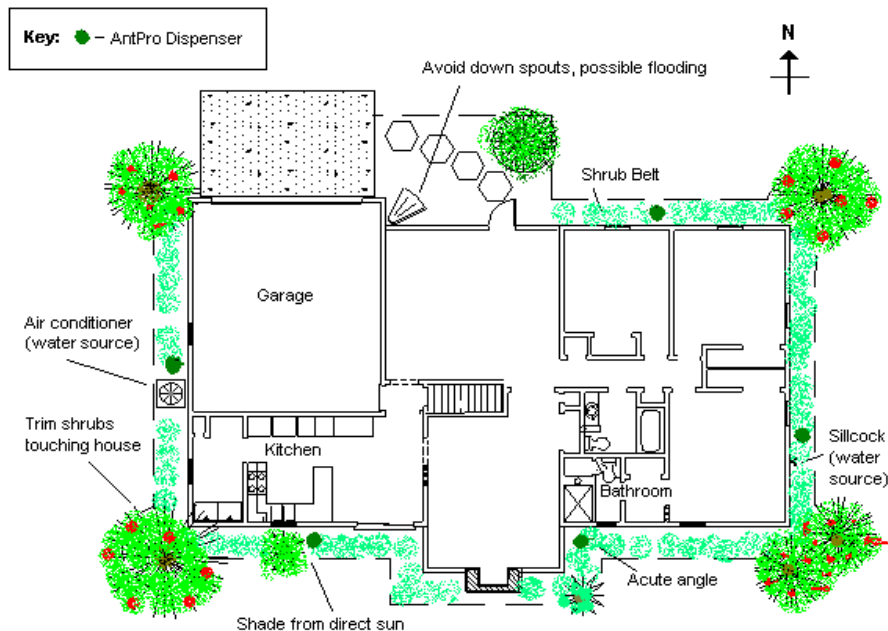 Key: – AntPro Dispenser
N
Avoid down spouts, possible flooding
Shrub Belt
Garage
Air conditioner
(water source)
Trim shrubs
touching house
Kitchen
Sillcock
(water
source)
Bathroom
Acute angle
Shade from direct sun